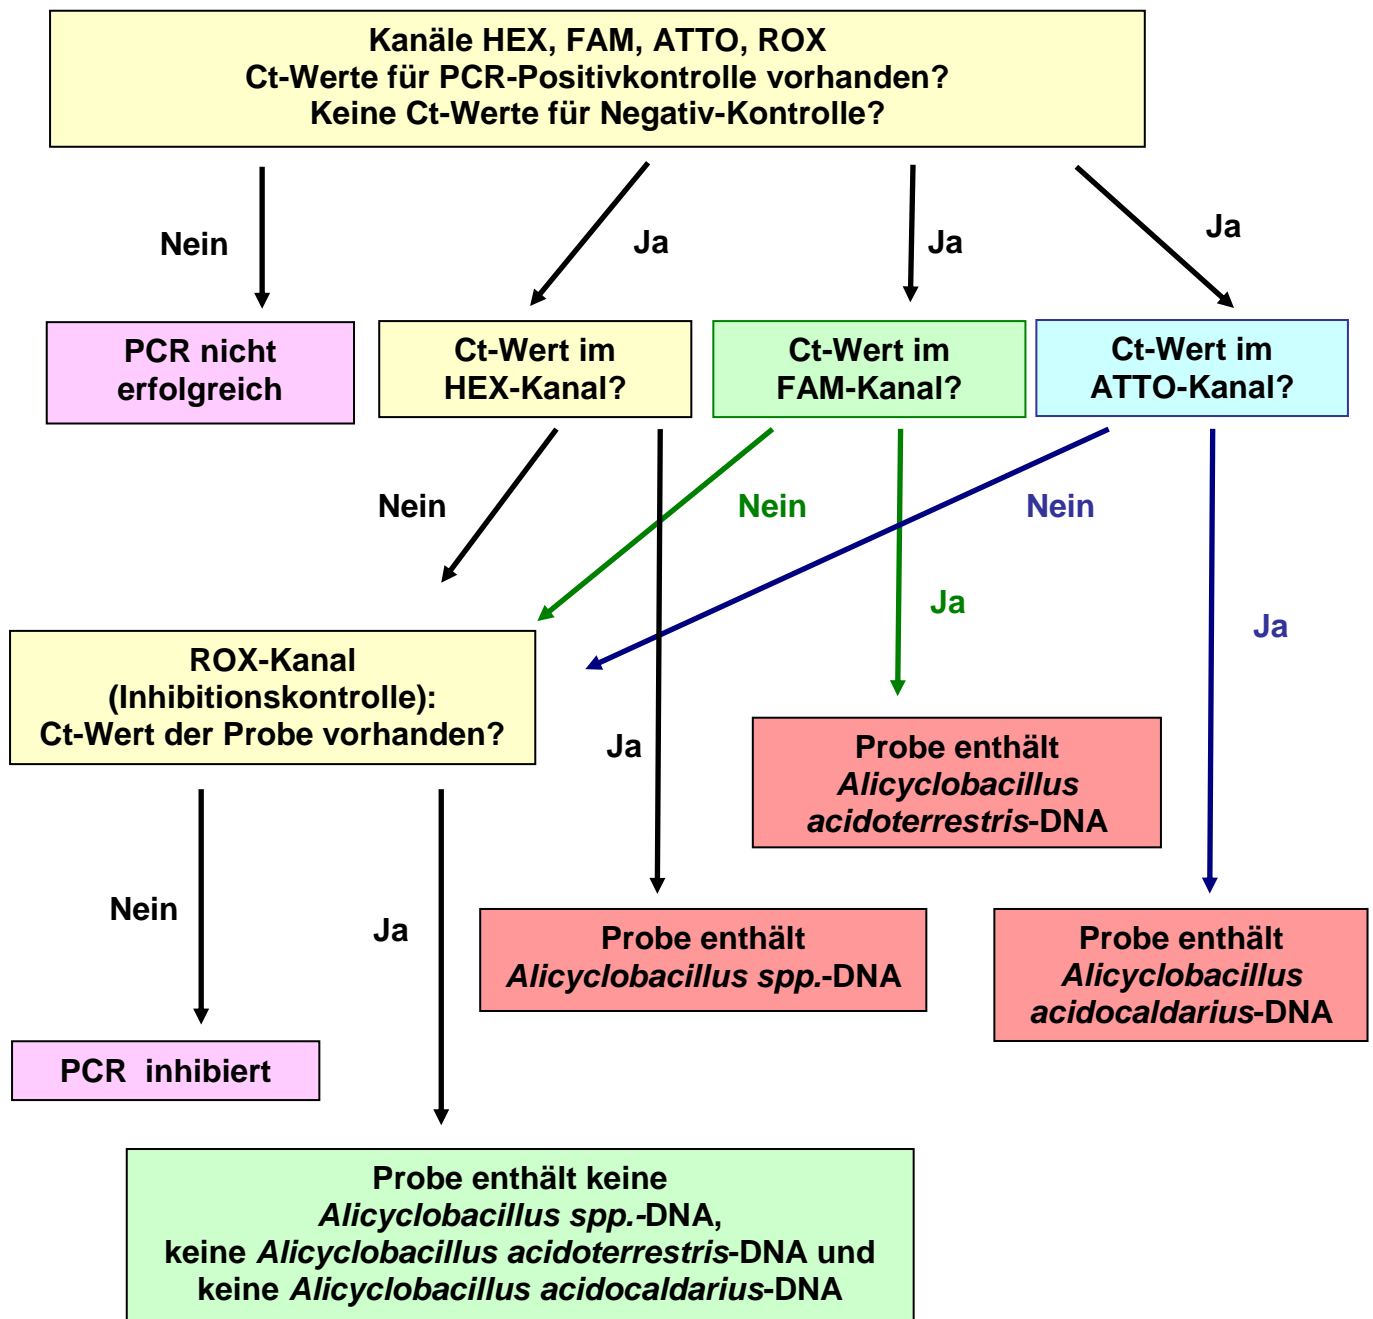 Kanäle HEX, FAM, ATTO, ROX
Ct-Werte für PCR-Positivkontrolle vorhanden?
Keine Ct-Werte für Negativ-Kontrolle?
Nein
Ja
Ja
Ja
PCR nicht
erfolgreich
Ct-Wert im
HEX-Kanal?
Ct-Wert im
FAM-Kanal?
Ct-Wert im
ATTO-Kanal?
Nein
Nein
Nein
Ja
Ja
ROX-Kanal
(Inhibitionskontrolle):
Ct-Wert der Probe vorhanden?
Ja
Probe enthält
Alicyclobacillus
acidoterrestris-DNA
Nein
Ja
Probe enthält
Alicyclobacillus spp.-DNA
Probe enthält
Alicyclobacillus
acidocaldarius-DNA
PCR  inhibiert
Probe enthält keine
Alicyclobacillus spp.-DNA,
keine Alicyclobacillus acidoterrestris-DNA und
keine Alicyclobacillus acidocaldarius-DNA